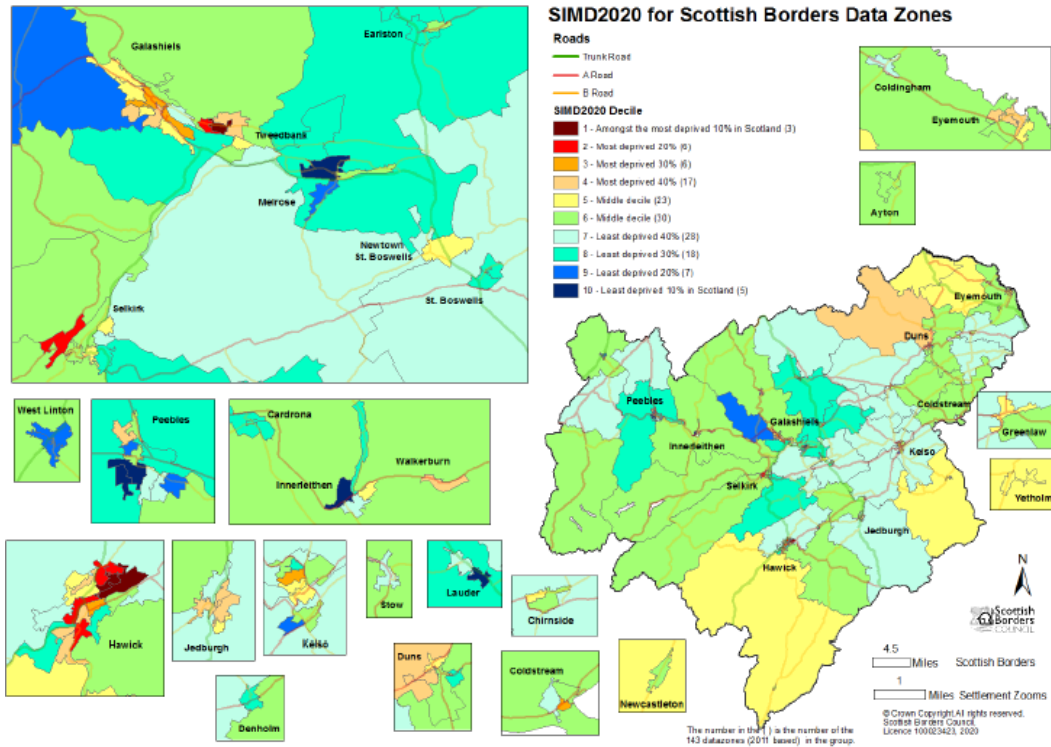 SIMD2020 for Scottish Borders Data Zones
Roads
Trunk Road
A Road
B Road
SIMD2020 Decile
1 - Amongst the most deprived 10% in Scotland (3)
2 - Most deprived 20% (6)
3 - Most deprived 30% (6)
4 - Most deprived 40% (17)
5 - Middle decile (23)
6 - Middle decile (30)
7 - Least deprived 40% (28)
8 - Least deprived 30% (18)
9 - Least deprived 20% (7)
10 - Least deprived 10% in Scotland (5)
Galashiels
Earlston
Tweedbank
Melrose
Newtown
St. Boswells
St. Boswells
Selkirk
Coldingham
Eyemouth
Ayton
West Linton
Peebles
Cardrona
Walkerburn
Innerleithen
Eyemouth
Duns
Coldstream
Peebles
Galashiels
Innerleithen
Kelso
Selkirk
Jedburgh
Hawick
Greenlaw
Yetholm
Hawick
Jedburgh
Kelso
Stow
Lauder
Chirnside
Denholm
Duns
Coldstream
Newcastleton
N
Scottish
Borders
COUNCIL
4.5
Miles Scottish Borders
1
Miles Settlement Zooms
The number in the ( ) is the number of the
143 datazones (2011 based) in the group.
© Crown Copyright All rights reserved.
Scottish Borders Council
Licence 100023423, 2020